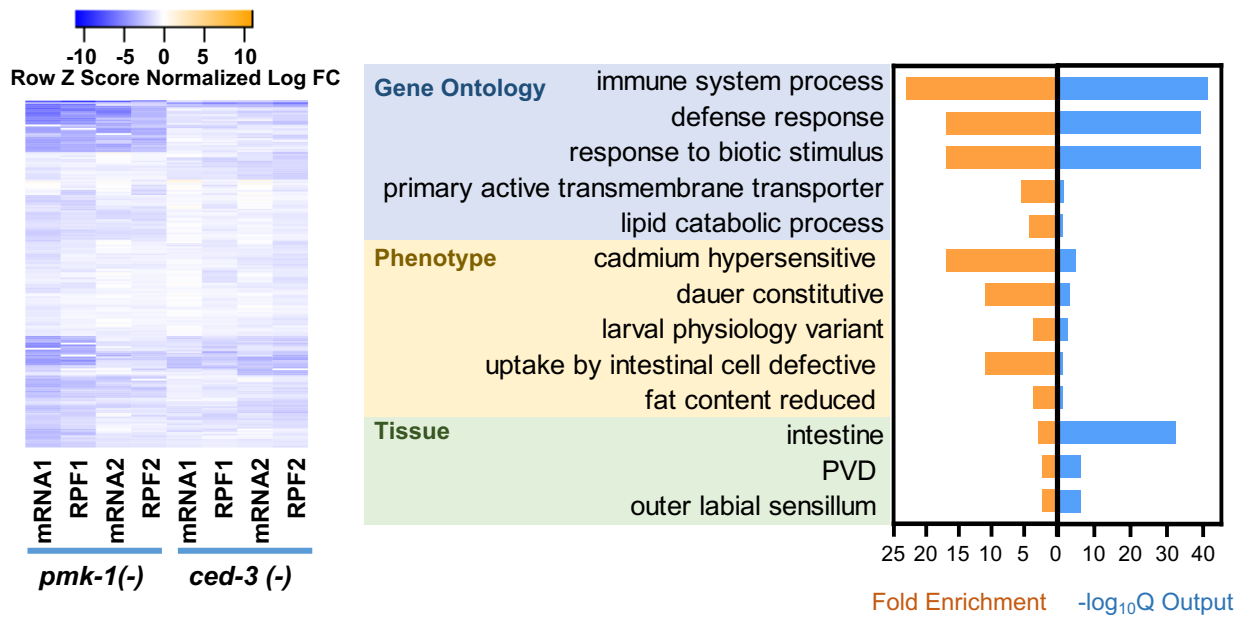 -10 -5 0 5 10
Row Z Score Normalized Log FC
mRNA1
RPF1
mRNA2
RPF2
mRNA1
RPF1
mRNA2
RPF2
pmk-1(-)
ced-3 (-)
Gene Ontology
immune system process
defense response
response to biotic stimulus
primary active transmembrane transporter
lipid catabolic process
Phenotype
cadmium hypersensitive
dauer constitutive
larval physiology variant
uptake by intestinal cell defective
fat content reduced
Tissue
intestine
PVD
outer labial sensillum
25 20 15 10 5 0 10 20 30 40
Fold Enrichment
-log₁₀Q Output